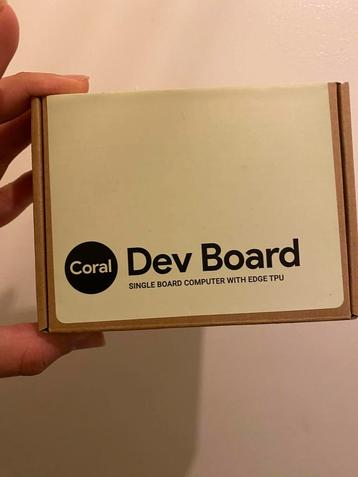 Coral
Dev Board
SINGLE BOARD COMPUTER WITH EDGE TPU